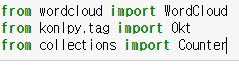 from wordcloud import WordCloud
from konlpy.tag import Okt
from collections import Counter